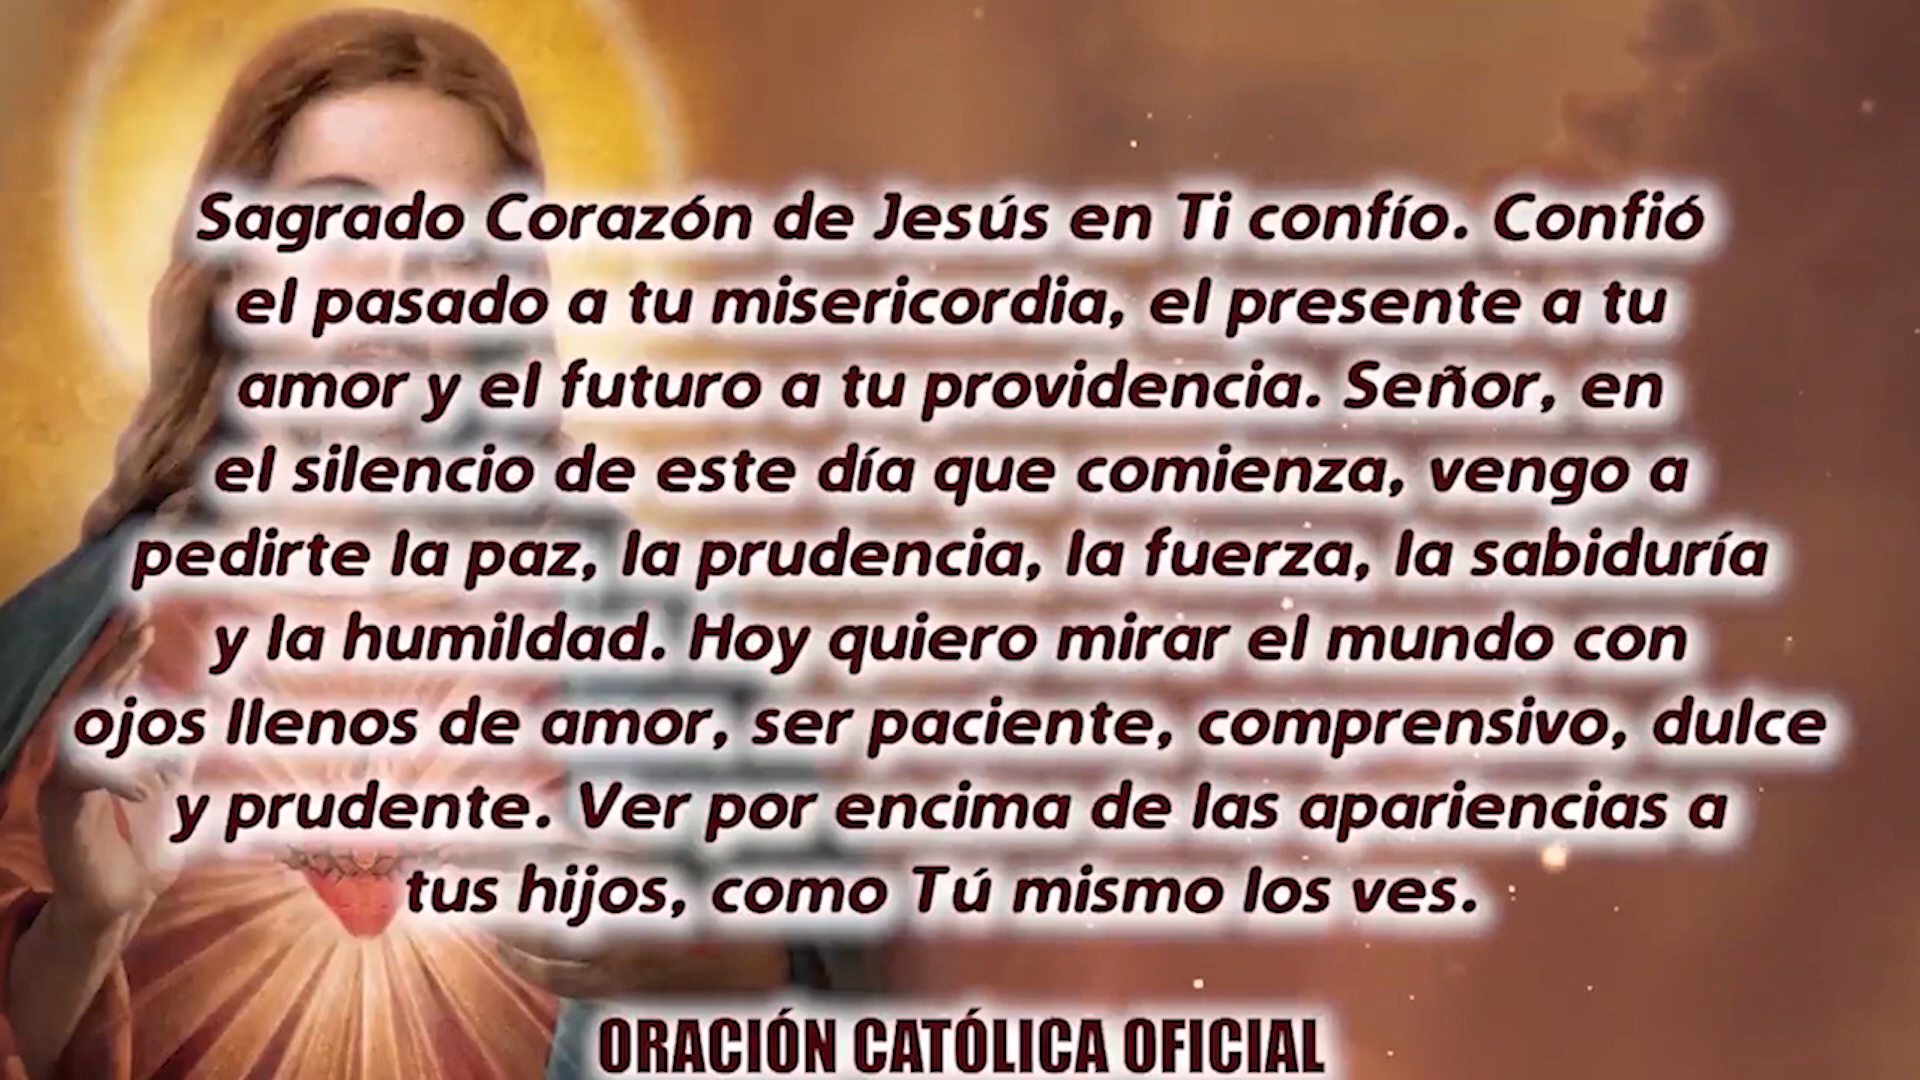 Sagrado Corazón de Jesús en Ti confío. Confió
el pasado a tu misericordia, el presente a tu
amor y el futuro a tu providencia. Señor, en
el silencio de este día que comienza, vengo a
pedirte la paz, la prudencia, la fuerza, la sabiduría
y la humildad. Hoy quiero mirar el mundo con
ojos llenos de amor, ser paciente, comprensivo, dulce
y prudente. Ver por encima de las apariencias a
tus hijos, como Tú mismo los ves.
ORACIÓN CATÓLICA OFICIAL